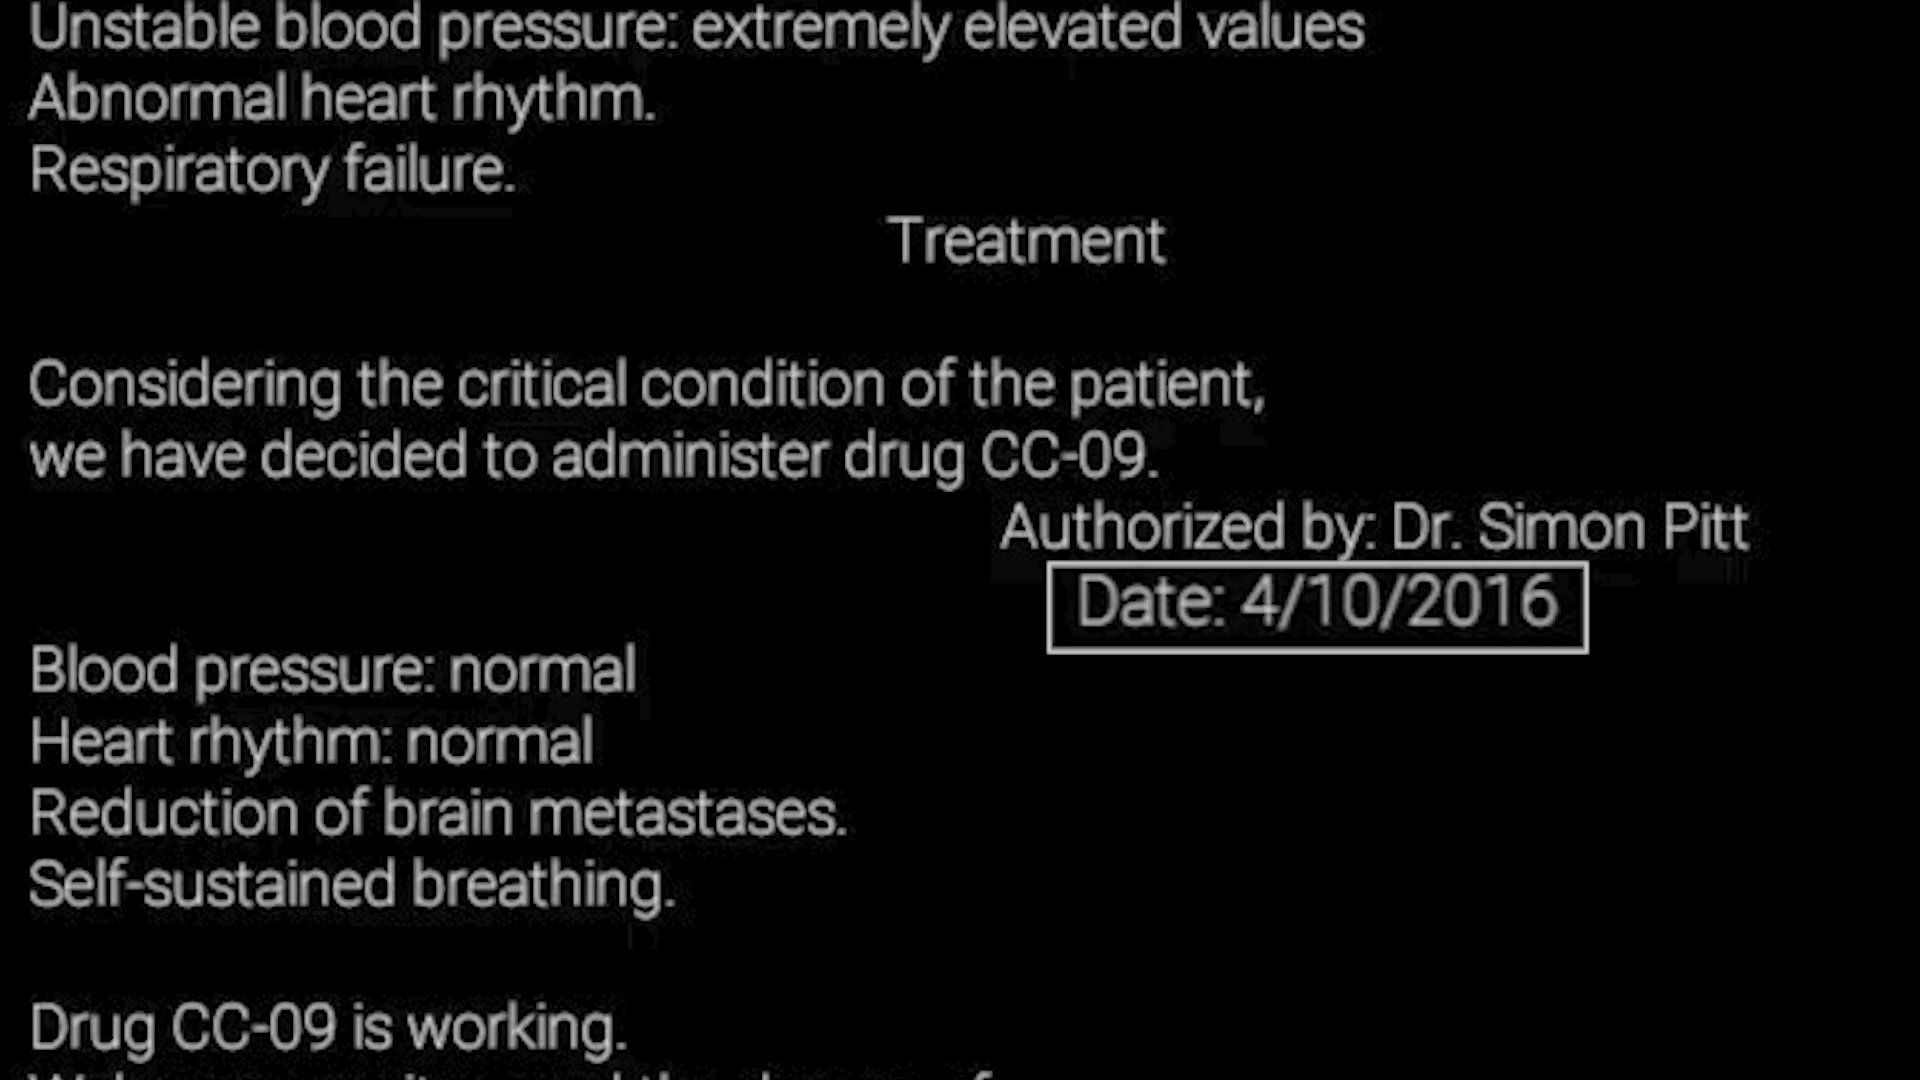 Unstable blood pressure: extremely elevated values
Abnormal heart rhythm.
Respiratory failure.
Treatment
Considering the critical condition of the patient,
we have decided to administer drug CC-09.
Authorized by: Dr. Simon Pitt
Date: 4/10/2016
Blood pressure: normal
Heart rhythm: normal
Reduction of brain metastases.
Self-sustained breathing.
Drug CC-09 is working.